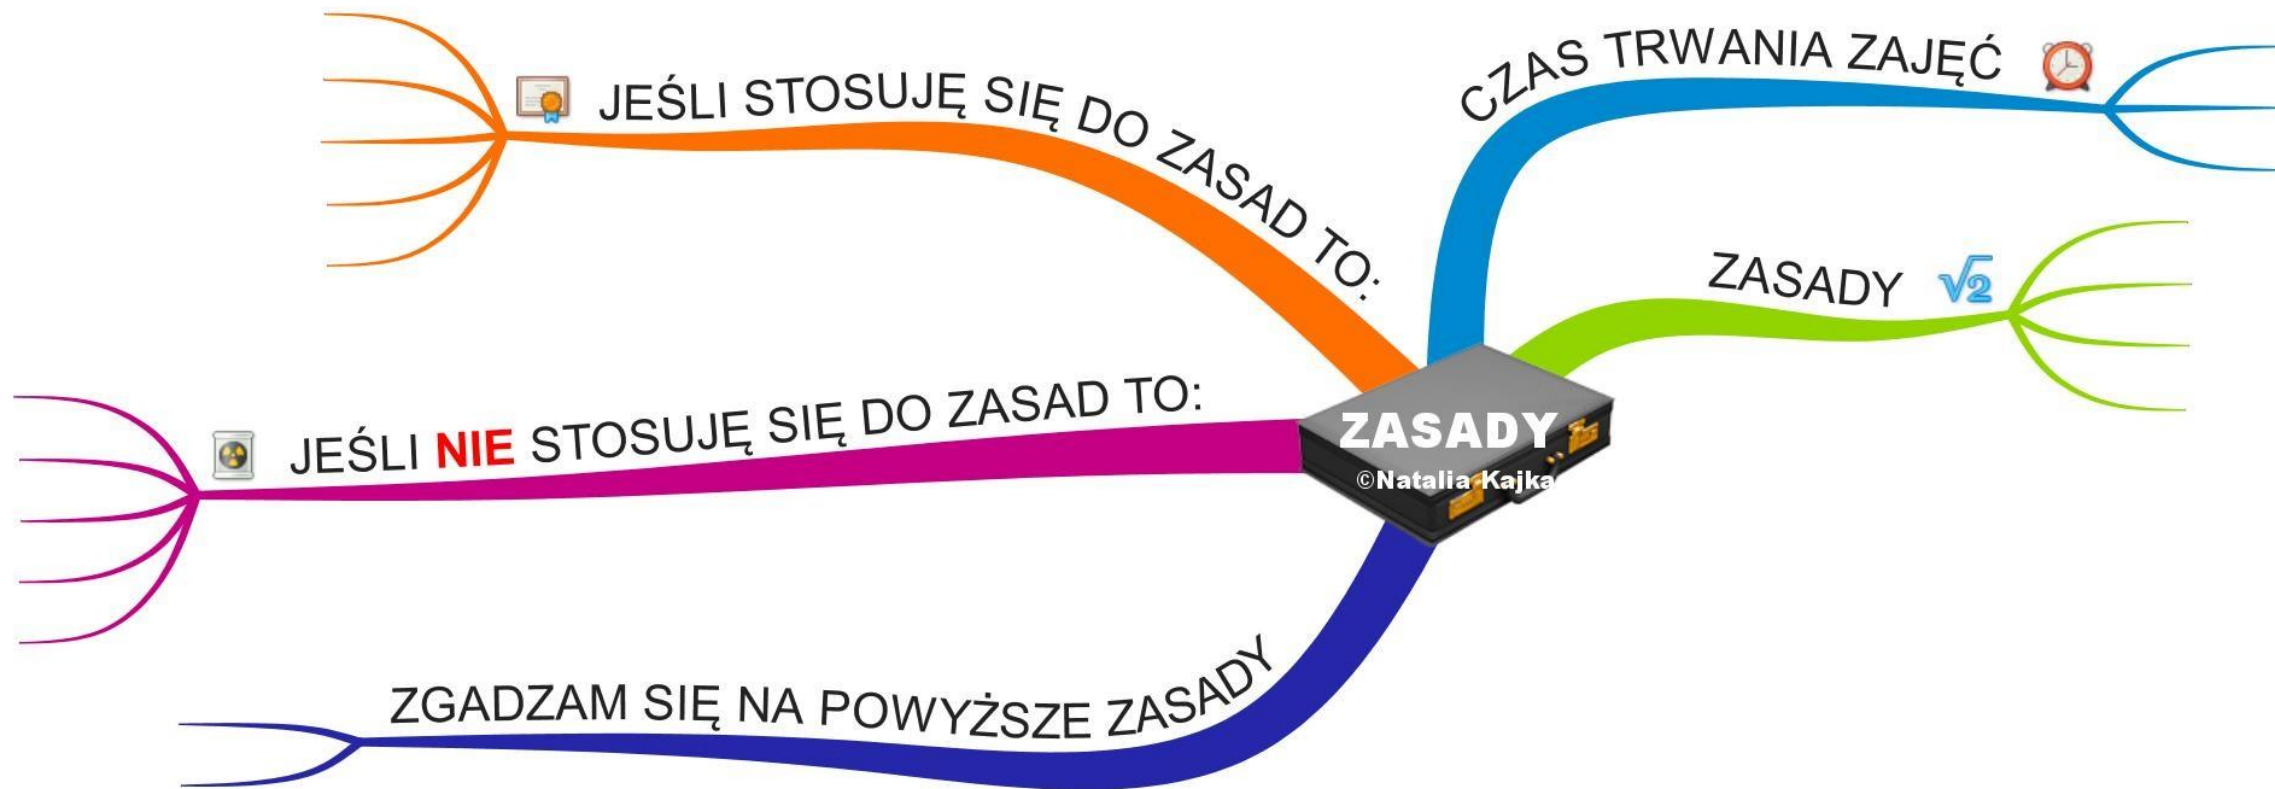 CZAS TRWANIA ZAJĘĆ
JEŚLI STOSUJĘ SIĘ DO ZASAD TO:
ZASADY √2
JEŚLI NIE STOSUJĘ SIĘ DO ZASAD TO:
ZASADY
©Natalia Kajka
ZGADZAM SIĘ NA POWYŻSZE ZASADY